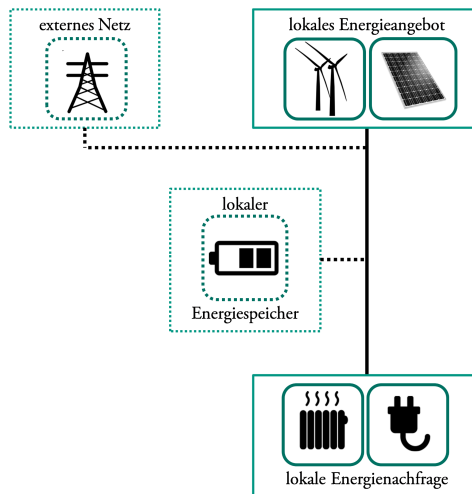 externes Netz
lokales Energieangebot
lokaler
Energiespeicher
lokale Energienachfrage